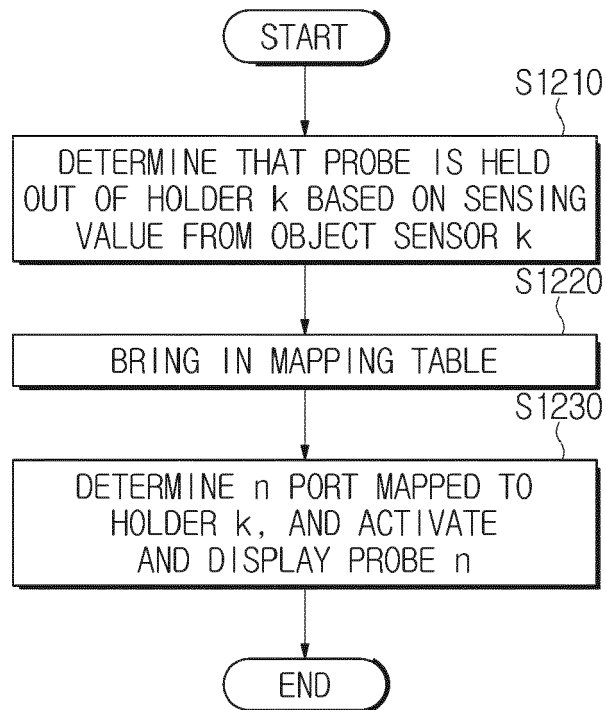 START
S1210
DETERMINE THAT PROBE IS HELD
OUT OF HOLDER k BASED ON SENSING
VALUE FROM OBJECT SENSOR k
S1220
BRING IN MAPPING TABLE
S1230
DETERMINE n PORT MAPPED TO
HOLDER k, AND ACTIVATE
AND DISPLAY PROBE n
END